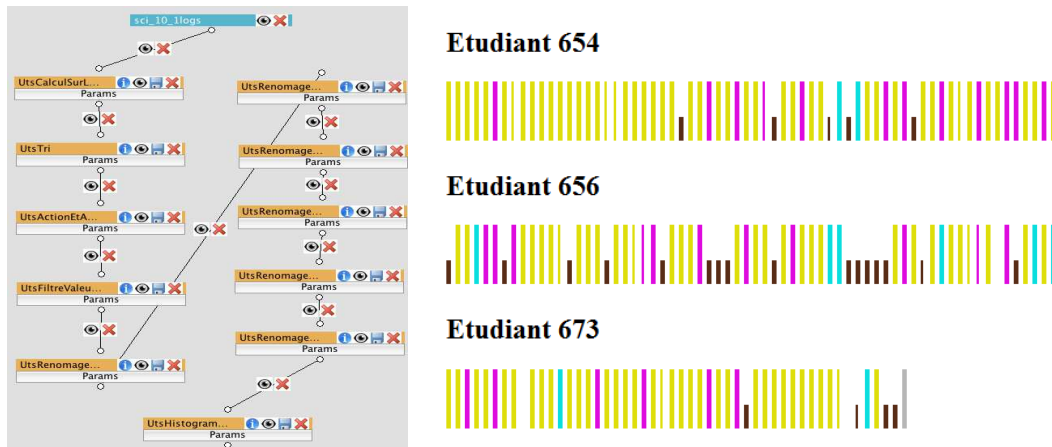 sci_10_1logs
UtsCalculSurL...
Params
UtsTri
Params
UtsActionEtA...
Params
UtsFiltreValeu...
Params
UtsRenomage...
Params
UtsRenomage...
Params
UtsRenomage...
Params
UtsRenomage...
Params
UtsRenomage...
Params
UtsRenomage...
Params
UtsHistogram...
Params
Etudiant 654
Etudiant 656
Etudiant 673